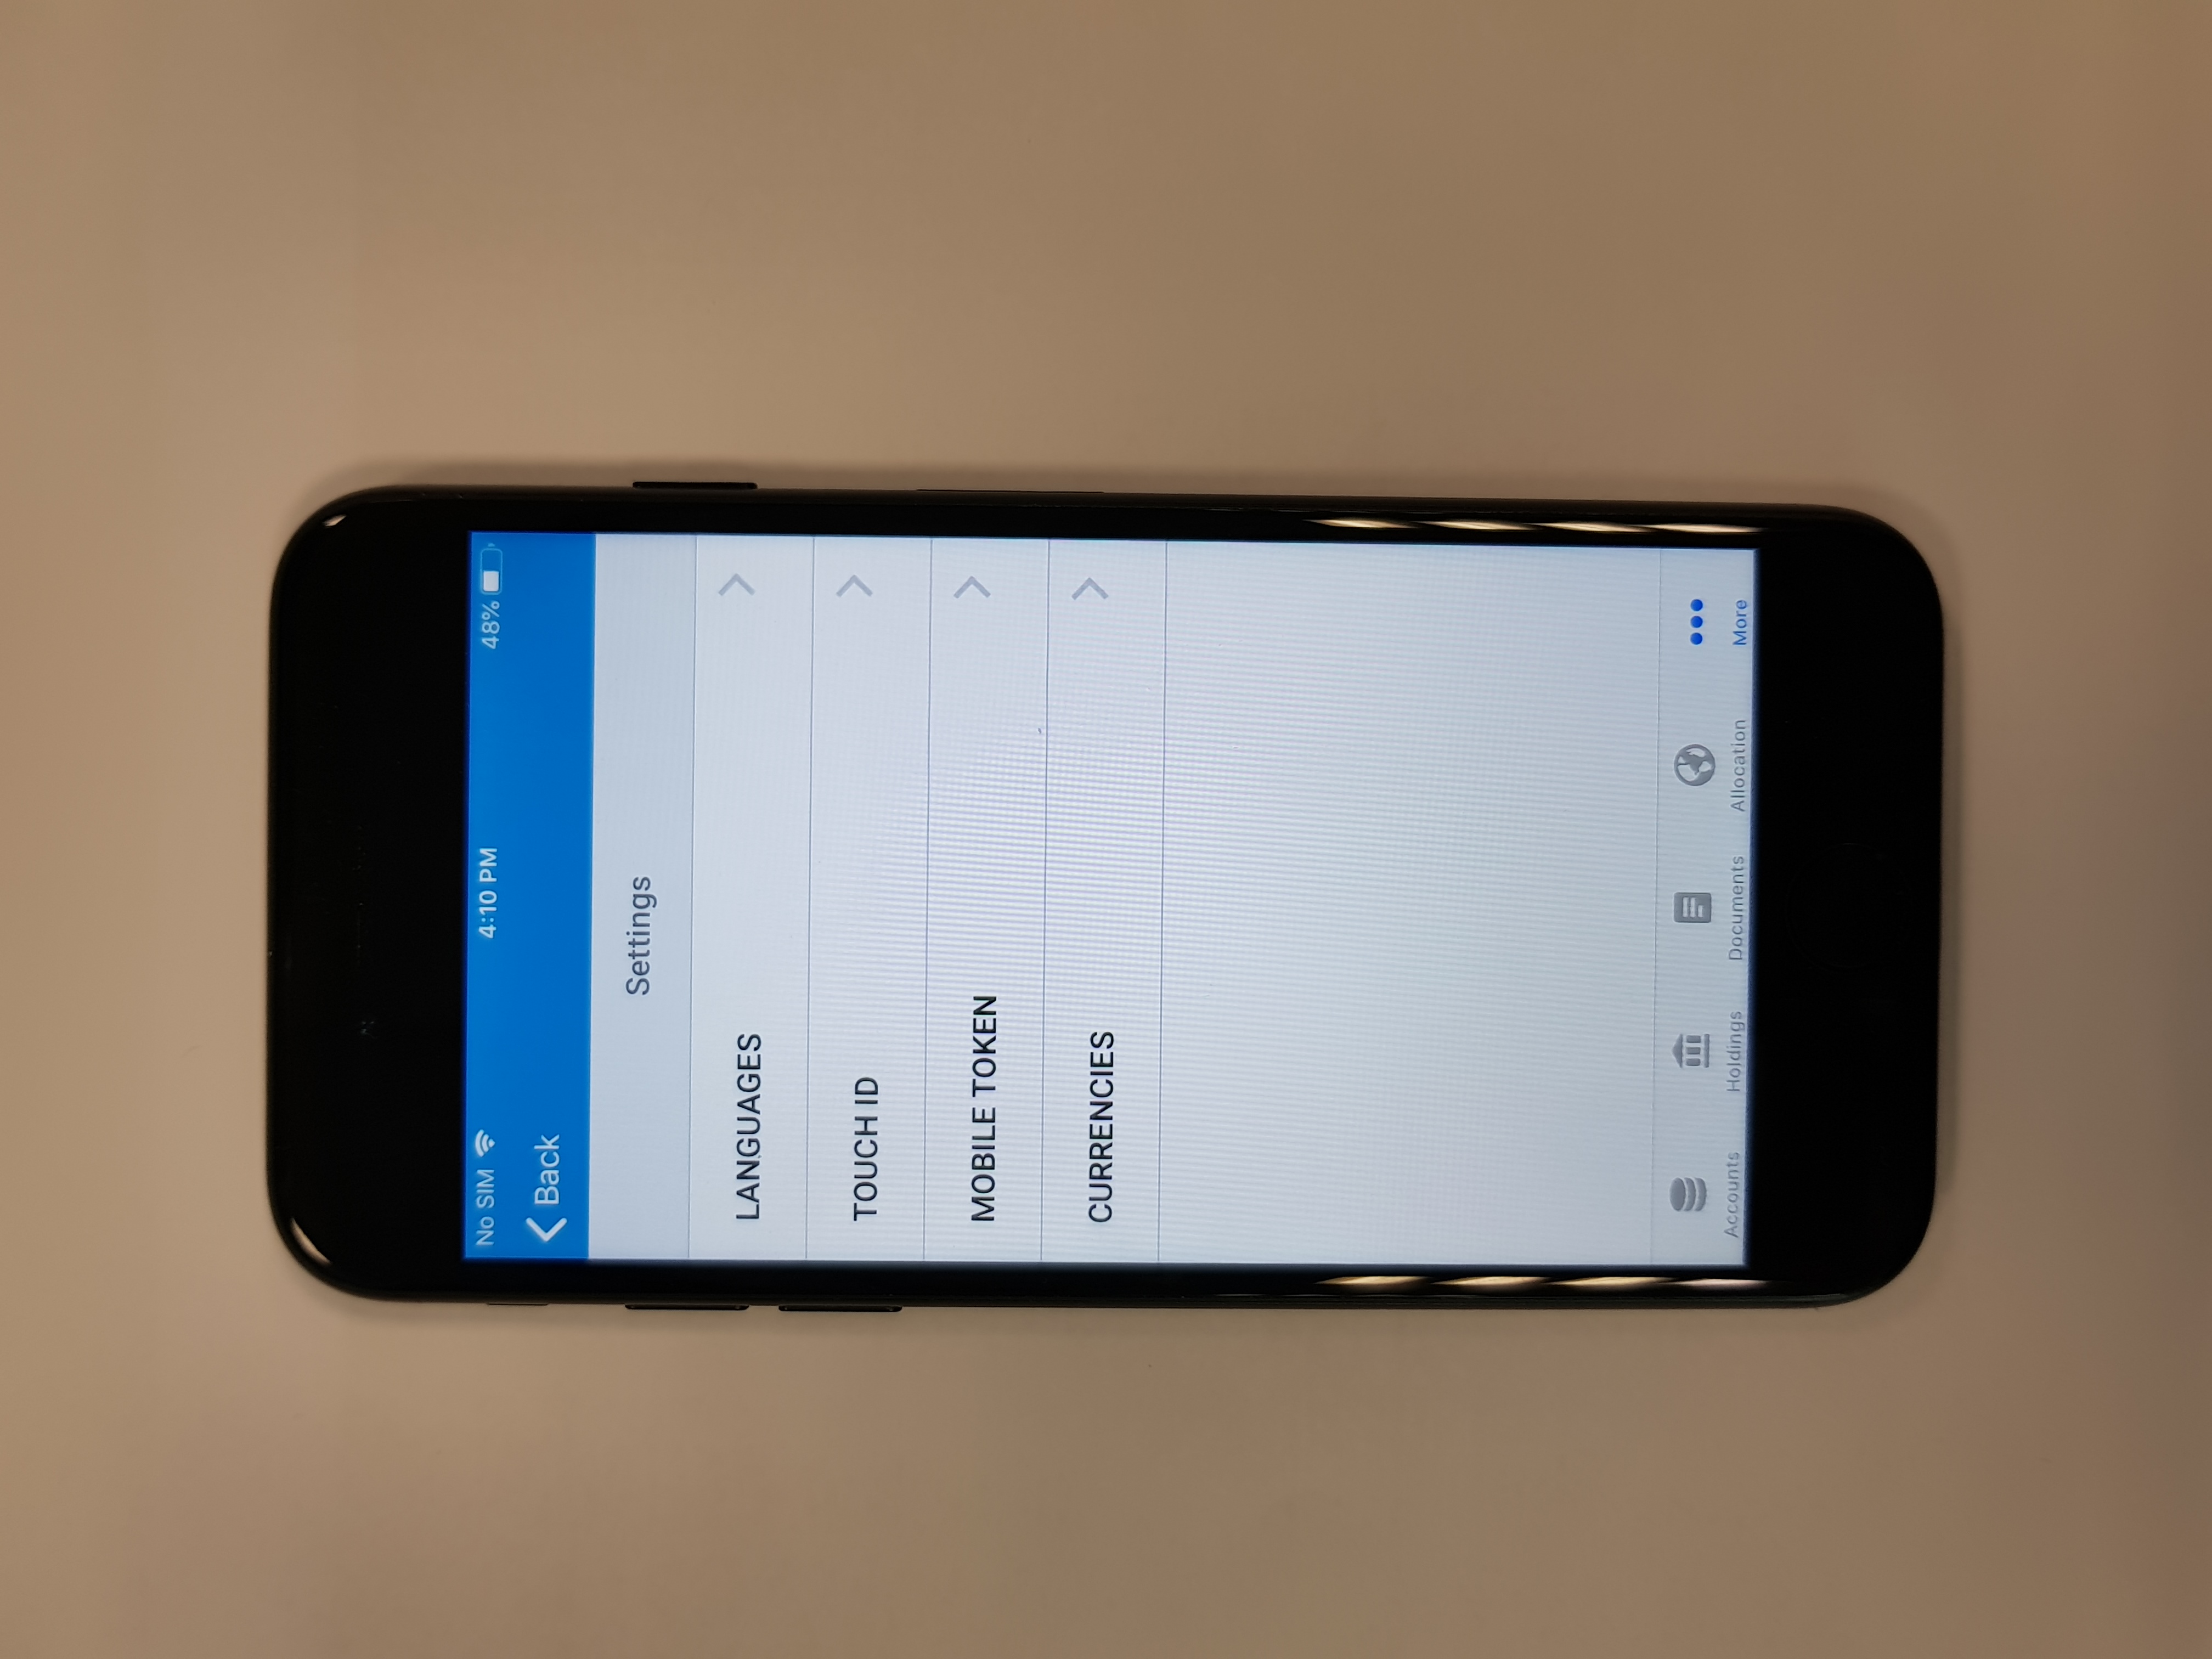 No SIM 4:10 PM 48%
Back
Settings
LANGUAGES
TOUCH ID
MOBILE TOKEN
CURRENCIES
Accounts Holdings Documents Allocation More